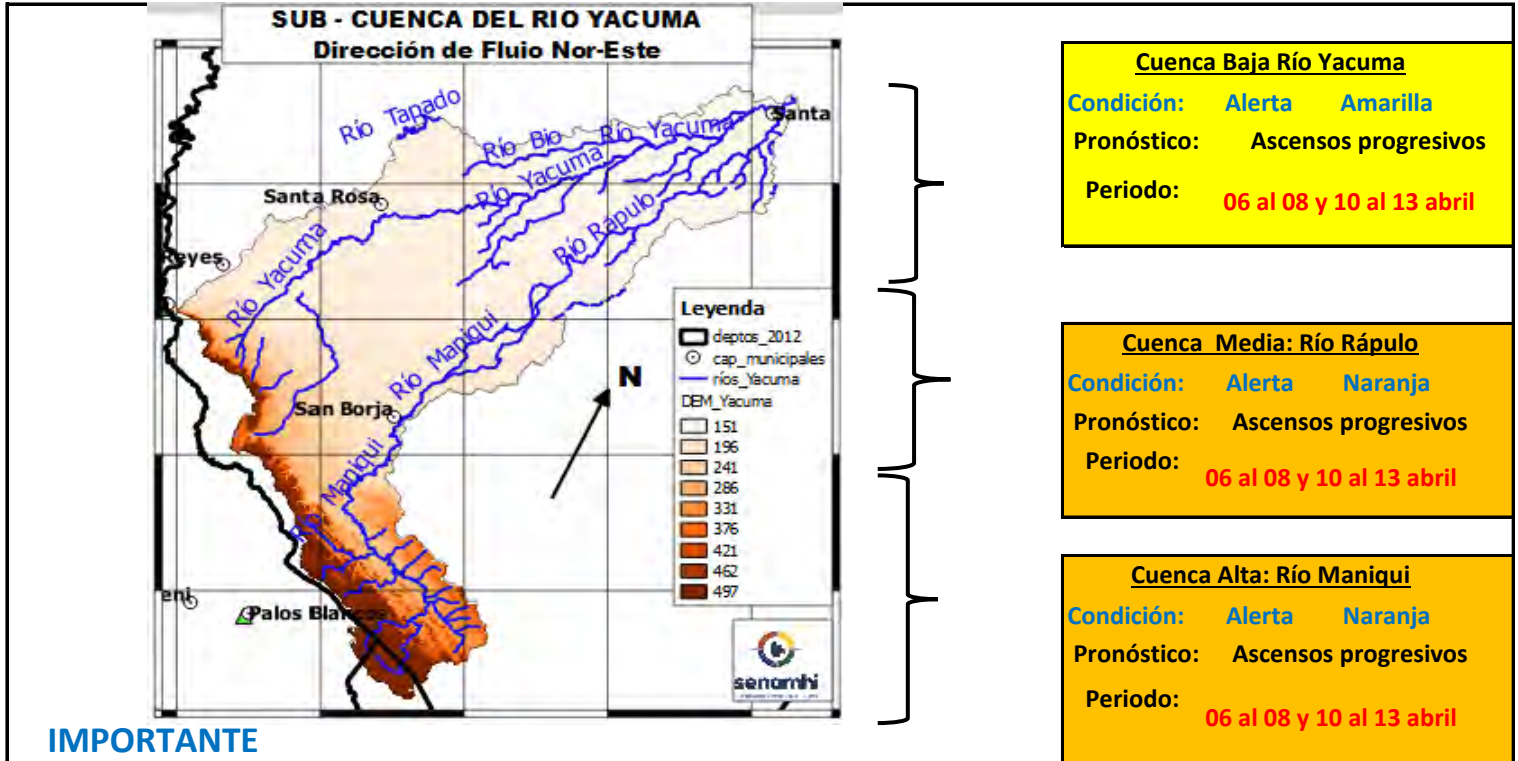 SUB - CUENCA DEL RIO YACUMA
Dirección de Fluio Nor-Este
Río Tapado
Río Bio
Río Yacuma
Santa
Río Yacuma
Santa Rosa
Río Rápulo
Reyes
Río Yacuma
Río Maniqui
San Borja
Río Maniqui
eni
Palos Blancos
N
Leyenda
deptos_2012
cap_municipales
ríos_Yacuma
DEM_Yacuma
151
196
241
286
331
376
421
462
497
senamhi
Cuenca Baja Río Yacuma
Condición: Alerta Amarilla
Pronóstico: Ascensos progresivos
Periodo: 06 al 08 y 10 al 13 abril
Cuenca Media: Río Rápulo
Condición: Alerta Naranja
Pronóstico: Ascensos progresivos
Periodo: 06 al 08 y 10 al 13 abril
Cuenca Alta: Río Maniqui
Condición: Alerta Naranja
Pronóstico: Ascensos progresivos
Periodo: 06 al 08 y 10 al 13 abril
IMPORTANTE